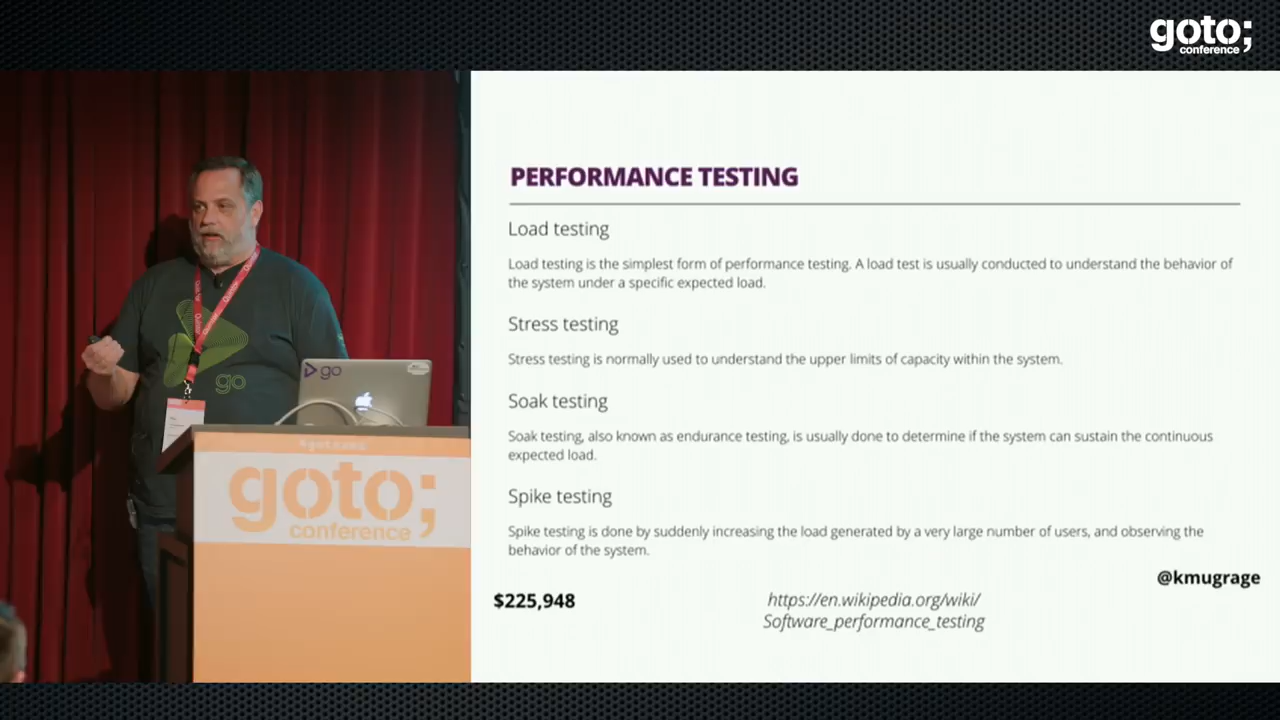 goto;
conference
PERFORMANCE TESTING
Load testing
Load testing is the simplest form of performance testing. A load test is usually conducted to understand the behavior of
the system under a specific expected load.
Stress testing
Stress testing is normally used to understand the upper limits of capacity within the system.
Soak testing
Soak testing, also known as endurance testing, is usually done to determine if the system can sustain the continuous
expected load.
Spike testing
Spike testing is done by suddenly increasing the load generated by a very large number of users, and observing the
behavior of the system.
@kmugrage
$225,948
https://en.wikipedia.org/wiki/
Software_performance_testing
go
go
goto;
conference